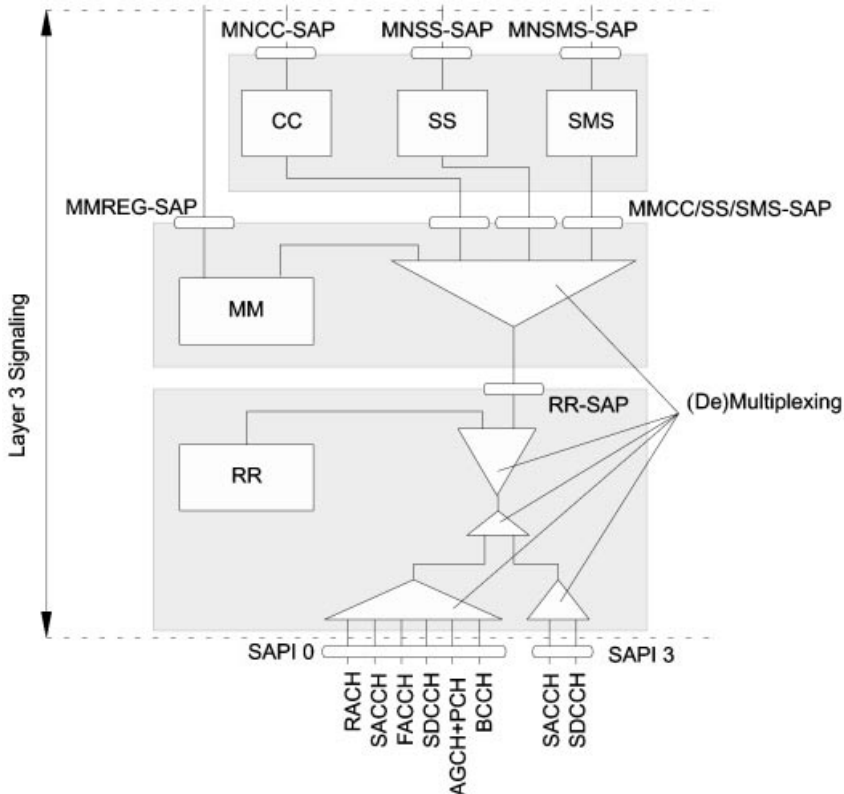 MNCC-SAP
MNSS-SAP
MNSMS-SAP
CC
SS
SMS
MMREG-SAP
MMCC/SS/SMS-SAP
MM
Layer 3 Signaling
RR-SAP
(De)Multiplexing
RR
SAPI 0
SAPI 3
RACH
SACCH
FACCH
SDCCH
AGCH+PCH
BCCH
SACCH
SDCCH